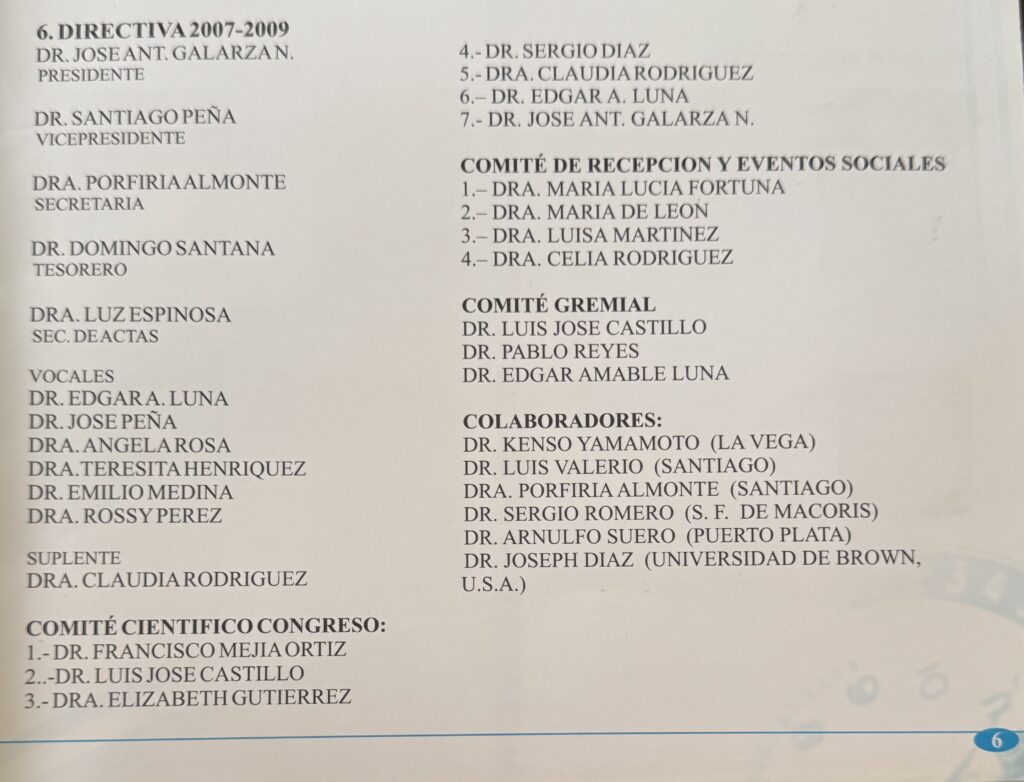 6. DIRECTIVA 2007-2009
DR. JOSE ANT. GALARZA N.
PRESIDENTE
DR. SANTIAGO PEÑA
VICEPRESIDENTE
DRA. PORFIRIA ALMONTE
SECRETARIA
DR. DOMINGO SANTANA
TESORERO
DRA. LUZ ESPINOSA
SEC. DE ACTAS
VOCALES
DR. EDGAR A. LUNA
DR. JOSE PEÑA
DRA. ANGELA ROSA
DRA. TERESITA HENRIQUEZ
DR. EMILIO MEDINA
DRA. ROSSY PEREZ
SUPLENTE
DRA. CLAUDIA RODRIGUEZ
COMITÉ CIENTIFICO CONGRESO:
1.- DR. FRANCISCO MEJIA ORTIZ
2..-DR. LUIS JOSE CASTILLO
3.- DRA. ELIZABETH GUTIERREZ
4.- DR. SERGIO DIAZ
5.- DRA. CLAUDIA RODRIGUEZ
6.– DR. EDGAR A. LUNA
7.- DR. JOSE ANT. GALARZA N.
COMITÉ DE RECEPCION Y EVENTOS SOCIALES
1.– DRA. MARIA LUCIA FORTUNA
2.– DRA. MARIA DE LEON
3.– DRA. LUISA MARTINEZ
4.– DRA. CELIA RODRIGUEZ
COMITÉ GREMIAL
DR. LUIS JOSE CASTILLO
DR. PABLO REYES
DR. EDGAR AMABLE LUNA
COLABORADORES:
DR. KENSO YAMAMOTO (LA VEGA)
DR. LUIS VALERIO (SANTIAGO)
DRA. PORFIRIA ALMONTE (SANTIAGO)
DR. SERGIO ROMERO (S. F. DE MACORIS)
DR. ARNULFO SUERO (PUERTO PLATA)
DR. JOSEPH DIAZ (UNIVERSIDAD DE BROWN,
U.S.A.)
6